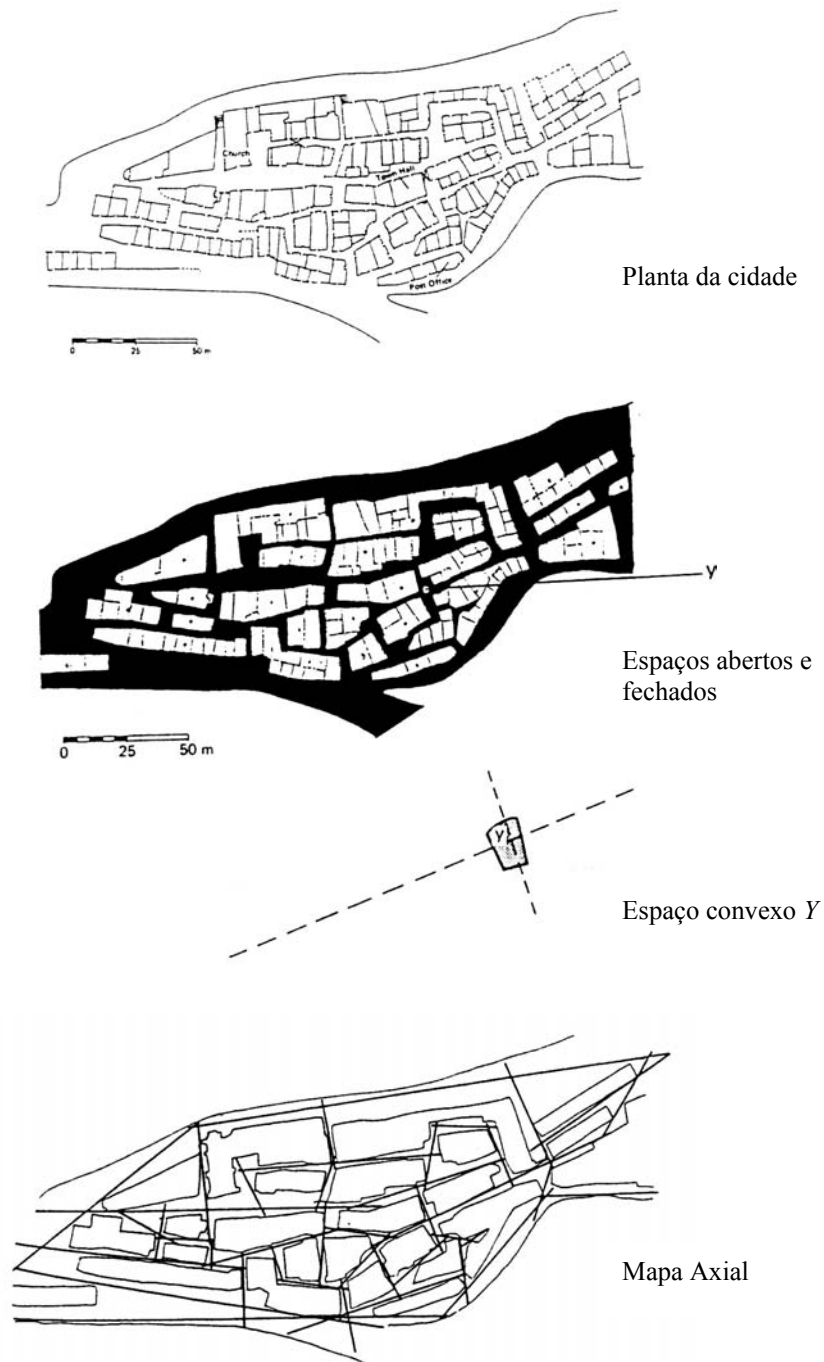 Church
Town Hall
Post Office
Planta da cidade
0 25 50 m
y
Espaços abertos e
fechados
0 25 50 m
y
Espaço convexo Y
Mapa Axial